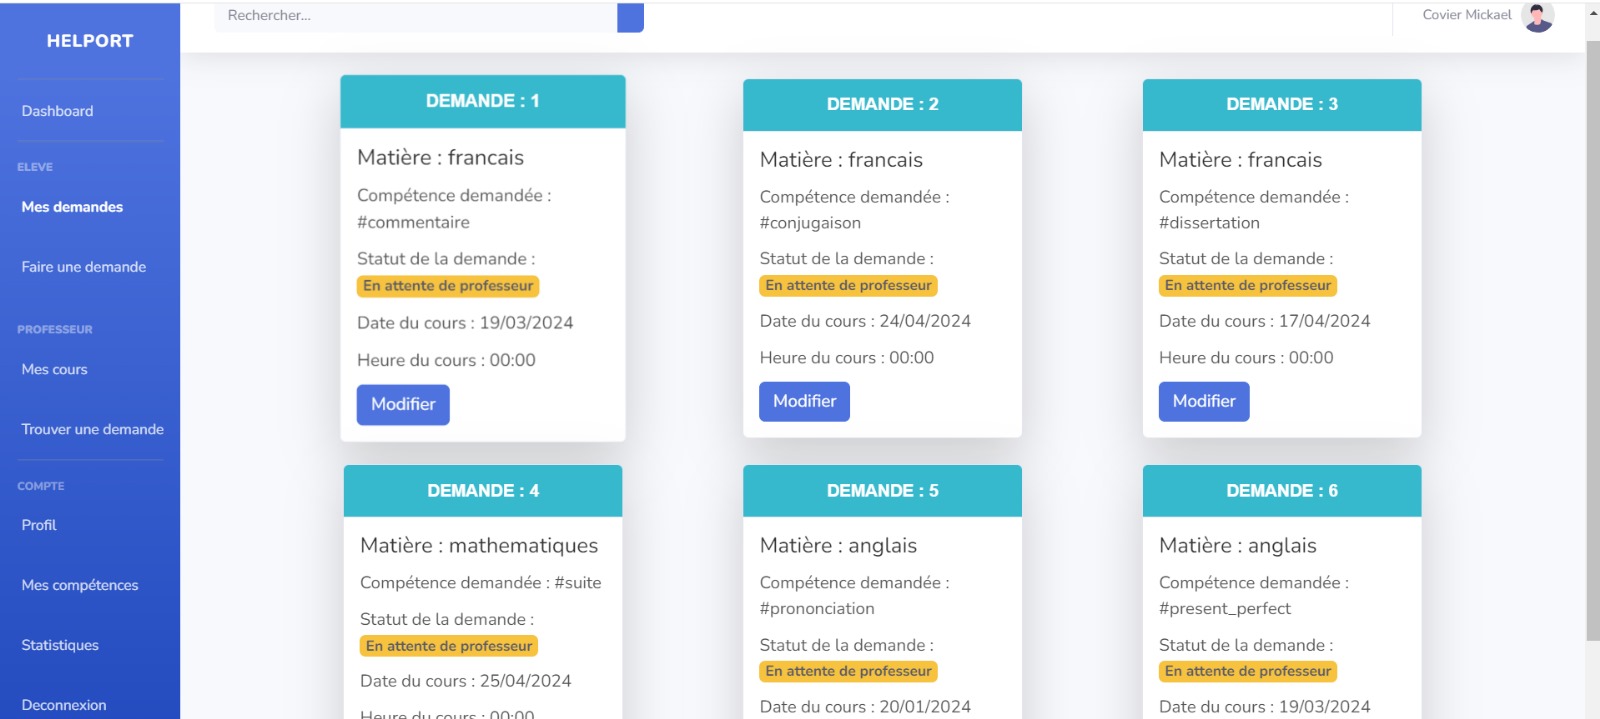 HELPORT
Dashboard
ELEVE
Mes demandes
Faire une demande
PROFESSEUR
Mes cours
Trouver une demande
COMPTE
Profil
Mes compétences
Statistiques
Deconnexion
Rechercher...
Covier Mickael
DEMANDE : 1
Matière : francais
Compétence demandée :
#commentaire
Statut de la demande :
En attente de professeur
Date du cours : 19/03/2024
Heure du cours : 00:00
Modifier
DEMANDE : 2
Matière : francais
Compétence demandée :
#conjugaison
Statut de la demande :
En attente de professeur
Date du cours : 24/04/2024
Heure du cours : 00:00
Modifier
DEMANDE : 3
Matière : francais
Compétence demandée :
#dissertation
Statut de la demande :
En attente de professeur
Date du cours : 17/04/2024
Heure du cours : 00:00
Modifier
DEMANDE : 4
Matière : mathematiques
Compétence demandée : #suite
Statut de la demande :
En attente de professeur
Date du cours : 25/04/2024
Heure du cours : 00:00
DEMANDE : 5
Matière : anglais
Compétence demandée :
#prononciation
Statut de la demande :
En attente de professeur
Date du cours : 20/01/2024
DEMANDE : 6
Matière : anglais
Compétence demandée :
#present_perfect
Statut de la demande :
En attente de professeur
Date du cours : 19/03/2024